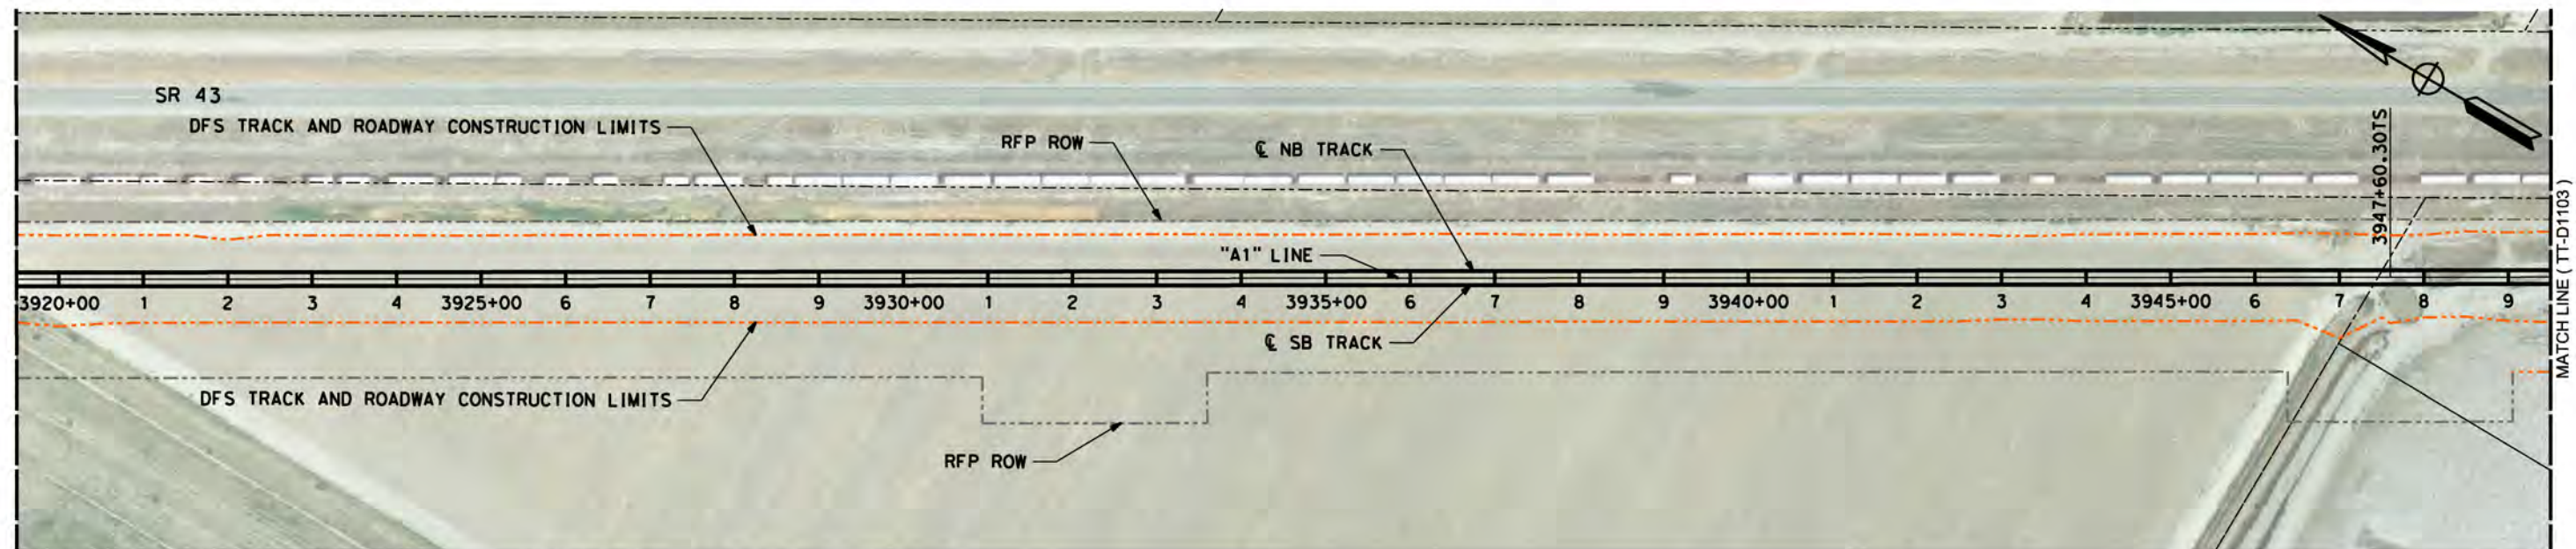 SR 43
DFS TRACK AND ROADWAY CONSTRUCTION LIMITS
RFP ROW
℄ NB TRACK
3947+60.30TS
MATCH LINE ( TT-D1103 )
"A1" LINE
3920+00 1 2 3 4 3925+00 6 7 8 9 3930+00 1 2 3 4 3935+00 6 7 8 9 3940+00 1 2 3 4 3945+00 6 7 8 9
℄ SB TRACK
DFS TRACK AND ROADWAY CONSTRUCTION LIMITS
RFP ROW